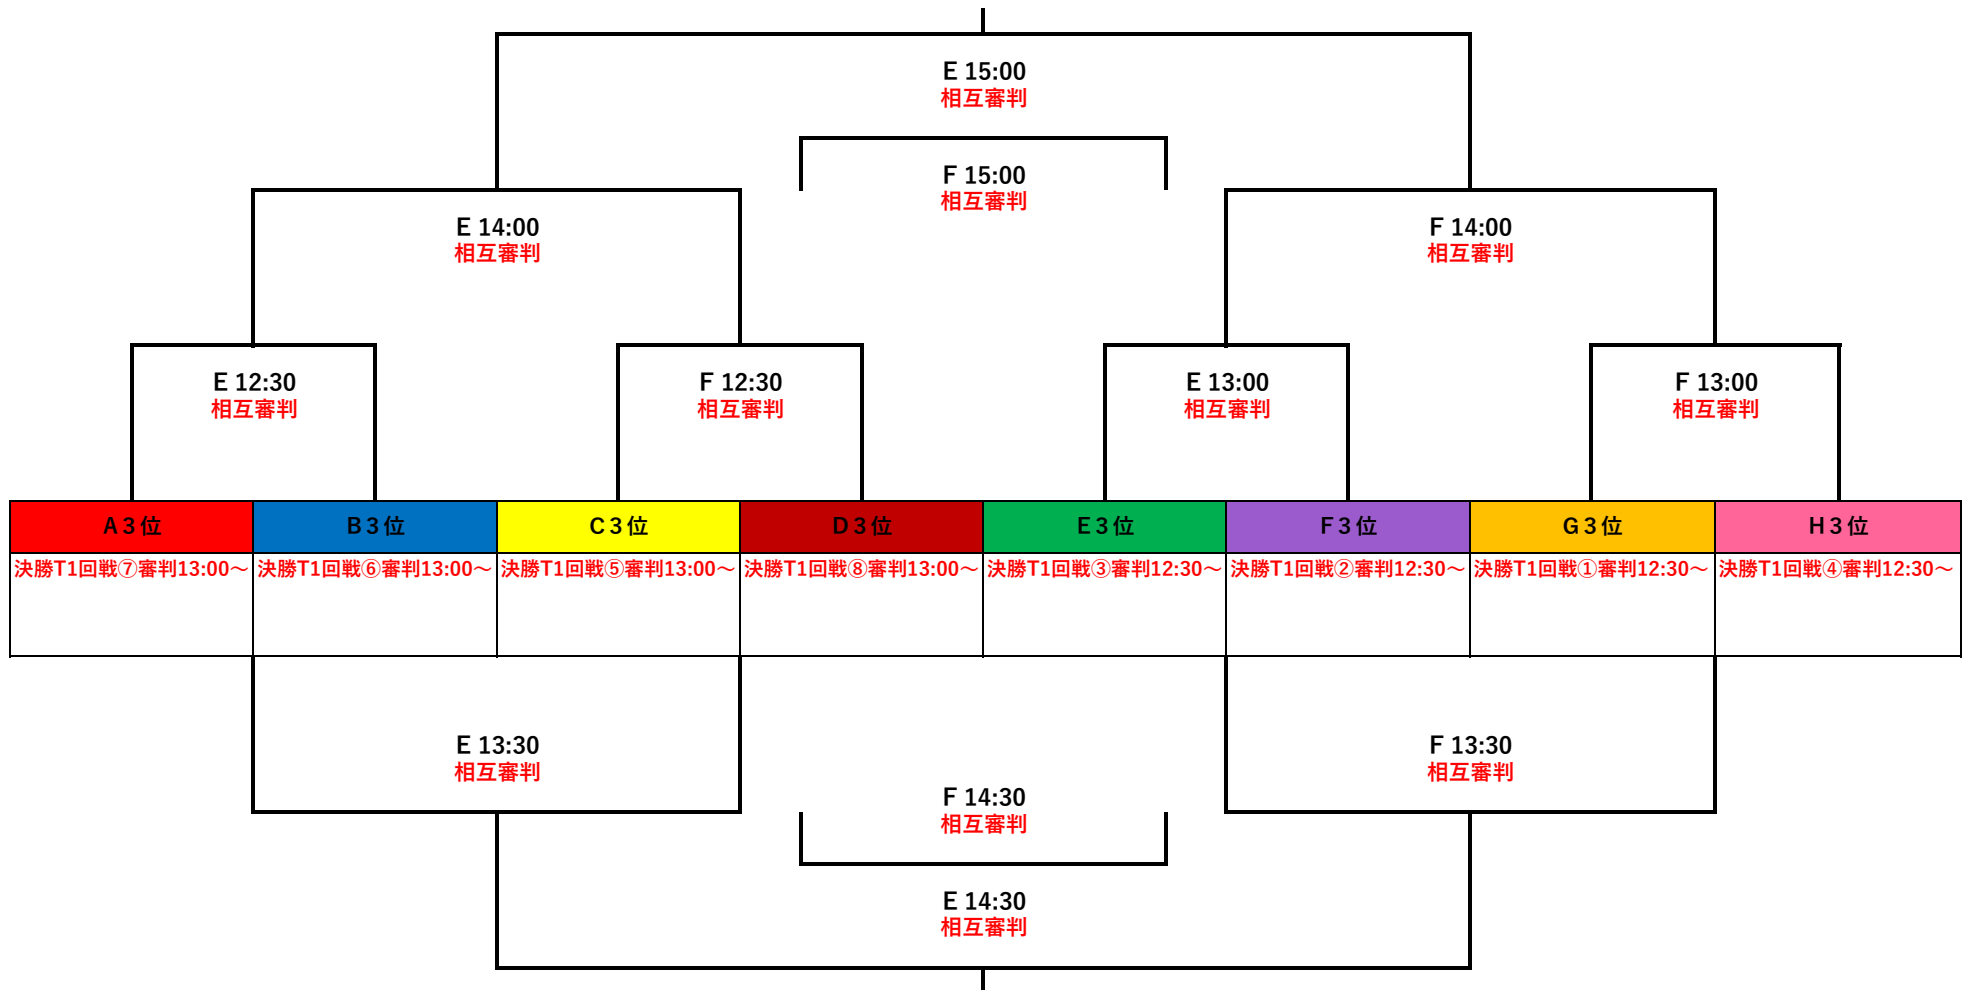 E 15:00
相互審判
F 15:00
相互審判
E 14:00
相互審判
F 14:00
相互審判
E 12:30
相互審判
F 12:30
相互審判
E 13:00
相互審判
F 13:00
相互審判
A３位
B３位
C３位
D３位
E３位
F３位
G３位
H３位
決勝T1回戦⑦審判13:00～
決勝T1回戦⑥審判13:00～
決勝T1回戦⑤審判13:00～
決勝T1回戦⑧審判13:00～
決勝T1回戦③審判12:30～
決勝T1回戦②審判12:30～
決勝T1回戦①審判12:30～
決勝T1回戦④審判12:30～
E 13:30
相互審判
F 13:30
相互審判
F 14:30
相互審判
E 14:30
相互審判